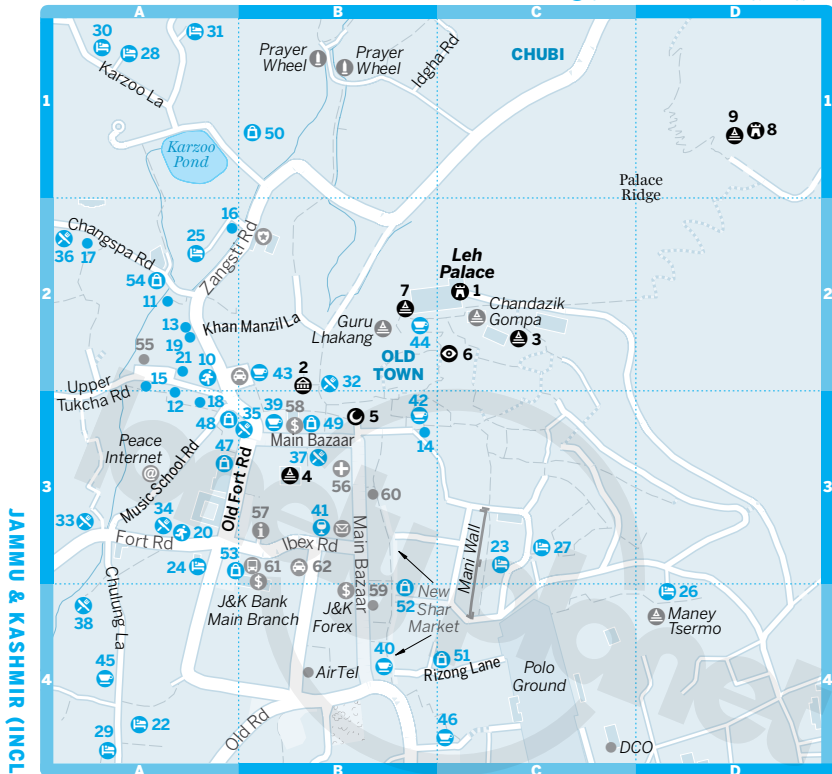 A
B
C
D
30
28
31
Karzoo La
Prayer
Wheel
Prayer
Wheel
Idgha Rd
CHUBI
1
1
9
8
50
Karzoo
Pond
Palace
Ridge
Changspa Rd
36
17
16
25
Zangsti Rd
54
11
2
2
Leh
Palace
7
1
Chandazik
Gompa
3
13
19
Khan Manzil La
Guru
Lhakang
44
6
OLD
TOWN
55
21
15
10
43
2
32
Upper
Tukcha Rd
12
18
48
35
39
58
49
5
42
14
Main Bazaar
Peace
Internet
@
Music School Rd
47
Old Fort Rd
37
4
56
60
3
3
33
34
20
Fort Rd
57
41
Ibex Rd
Main Bazaar
Mani Wall
23
27
24
53
61
62
J&K Bank
Main Branch
J&K
Forex
59
52
New
Shar
Market
26
Maney
Tsermo
38
Chulung La
45
AirTel
40
51
Rizong Lane
Polo
Ground
4
4
22
29
Old Rd
46
DCO
A
B
C
D
JAMMU & KASHMIR (INCL